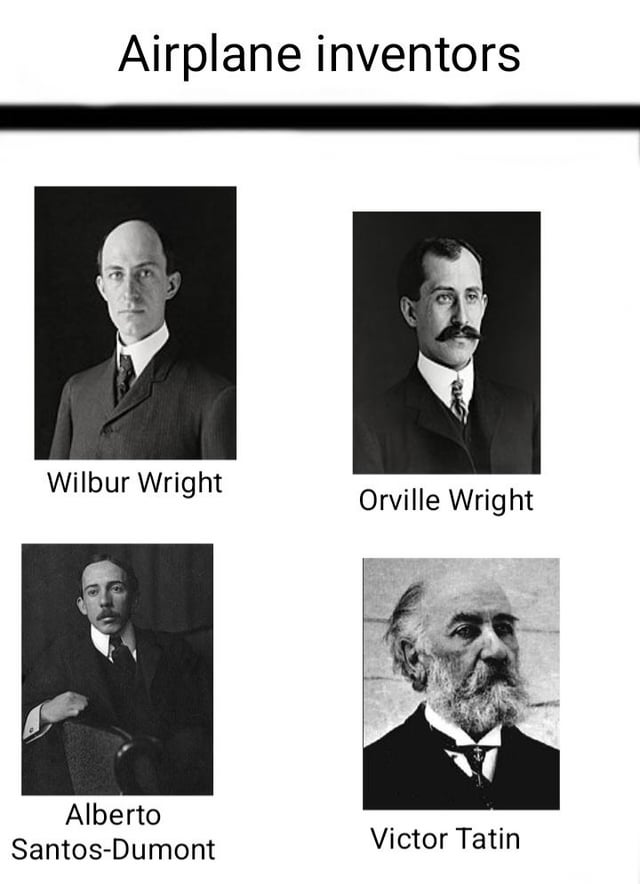 Airplane inventors
Wilbur Wright
Orville Wright
Alberto
Santos-Dumont
Victor Tatin